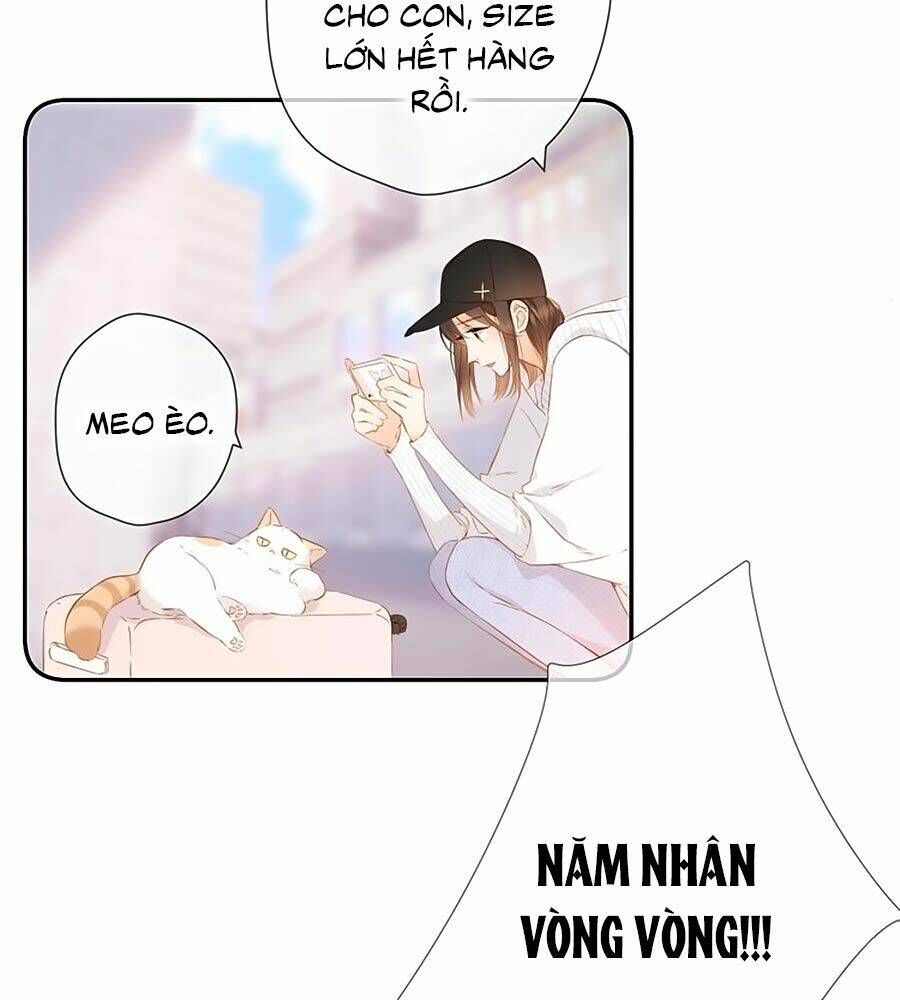 CHO CON, SIZE
LỚN HẾT HÀNG
RỒI.
MEO ÈO.
NĂM NHÂN
VÒNG VÒNG!!!